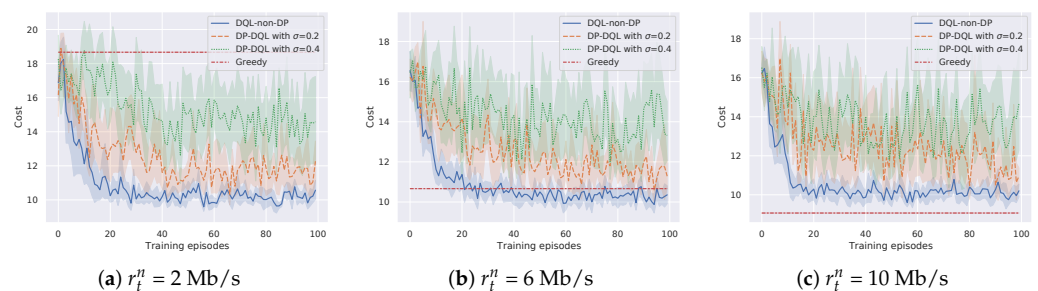 20
18
16
14
12
10
Cost
0
20
40
60
80
100
Training episodes
DQL-non-DP
DP-DQL with σ=0.2
DP-DQL with σ=0.4
Greedy
(a) rₜⁿ = 2 Mb/s
18
16
14
12
10
Cost
0
20
40
60
80
100
Training episodes
DQL-non-DP
DP-DQL with σ=0.2
DP-DQL with σ=0.4
Greedy
(b) rₜⁿ = 6 Mb/s
18
16
14
12
10
Cost
0
20
40
60
80
100
Training episodes
DQL-non-DP
DP-DQL with σ=0.2
DP-DQL with σ=0.4
Greedy
(c) rₜⁿ = 10 Mb/s